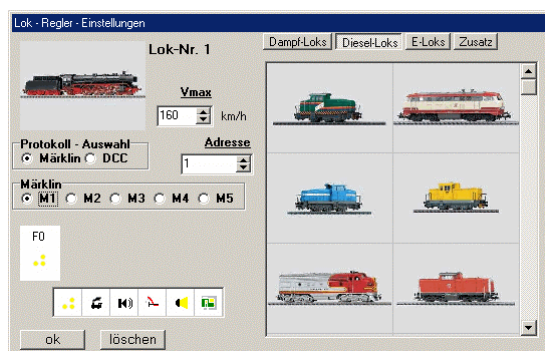 Lok - Regler - Einstellungen
Lok-Nr. 1
Dampf-Loks Diesel-Loks E-Loks Zusatz
Vmax
160 km/h
Protokoll - Auswahl
Märklin DCC
Adresse
1
Märklin
M1 M2 M3 M4 M5
F0
ok löschen